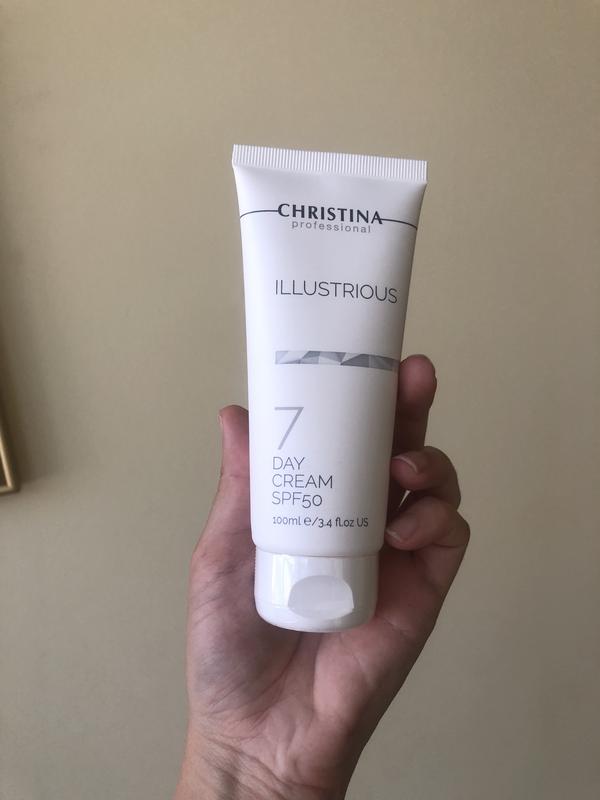 CHRISTINA
professional
ILLUSTRIOUS
7
DAY
CREAM
SPF50
100ml e/3.4 fl.oz US